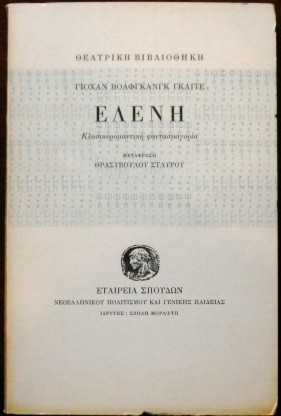 ΘΕΑΤΡΙΚΗ ΒΙΒΛΙΟΘΗΚΗ
ΓΙΟΧΑΝ ΒΟΛΦΓΚΑΝΓΚ ΓΚΑΙΤΕ
ΕΛΕΝΗ
Κλασικορομαντική φαντασμαγορία
ΜΕΤΑΦΡΑΣΗ
ΘΡΑΣΥΒΟΥΛΟΥ ΣΤΑΥΡΟΥ
ΕΤΑΙΡΕΙΑ ΣΠΟΥΔΩΝ
ΝΕΟΕΛΛΗΝΙΚΟΥ ΠΟΛΙΤΙΣΜΟΥ ΚΑΙ ΓΕΝΙΚΗΣ ΠΑΙΔΕΙΑΣ
ΙΔΡΥΤΗΣ: ΣΧΟΛΗ ΜΩΡΑΪΤΗ